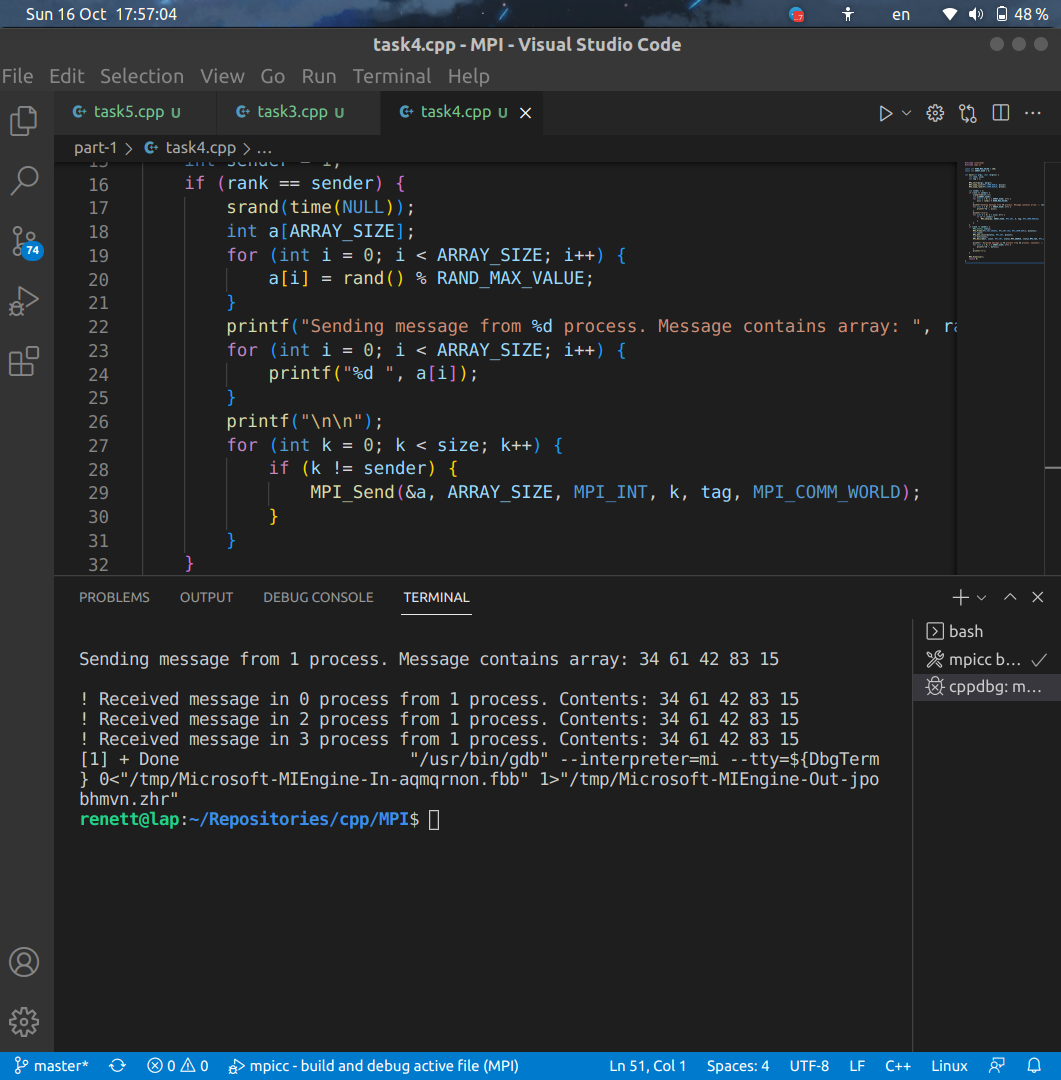 Sun 16 Oct 17:57:04
en
48 %
task4.cpp - MPI - Visual Studio Code
File Edit Selection View Go Run Terminal Help
task5.cpp U
task3.cpp U
task4.cpp U
part-1 > task4.cpp > ...
15 int sender = 1;
16 if (rank == sender) {
17 srand(time(NULL));
18 int a[ARRAY_SIZE];
19 for (int i = 0; i < ARRAY_SIZE; i++) {
20 a[i] = rand() % RAND_MAX_VALUE;
21 }
22 printf("Sending message from %d process. Message contains array: ", ra
23 for (int i = 0; i < ARRAY_SIZE; i++) {
24 printf("%d ", a[i]);
25 }
26 printf("\n\n");
27 for (int k = 0; k < size; k++) {
28 if (k != sender) {
29 MPI_Send(&a, ARRAY_SIZE, MPI_INT, k, tag, MPI_COMM_WORLD);
30 }
31 }
32 }
74
PROBLEMS OUTPUT DEBUG CONSOLE TERMINAL
bash
mpicc b...
cppdbg: m...
Sending message from 1 process. Message contains array: 34 61 42 83 15
! Received message in 0 process from 1 process. Contents: 34 61 42 83 15
! Received message in 2 process from 1 process. Contents: 34 61 42 83 15
! Received message in 3 process from 1 process. Contents: 34 61 42 83 15
[1] + Done "/usr/bin/gdb" --interpreter=mi --tty=${DbgTerm
} 0<"/tmp/Microsoft-MIEngine-In-aqmqrnon.fbb" 1>"/tmp/Microsoft-MIEngine-Out-jpo
bhmvn.zhr"
renett@lap:~/Repositories/cpp/MPI$
master* 0 0 mpicc - build and debug active file (MPI) Ln 51, Col 1 Spaces: 4 UTF-8 LF C++ Linux